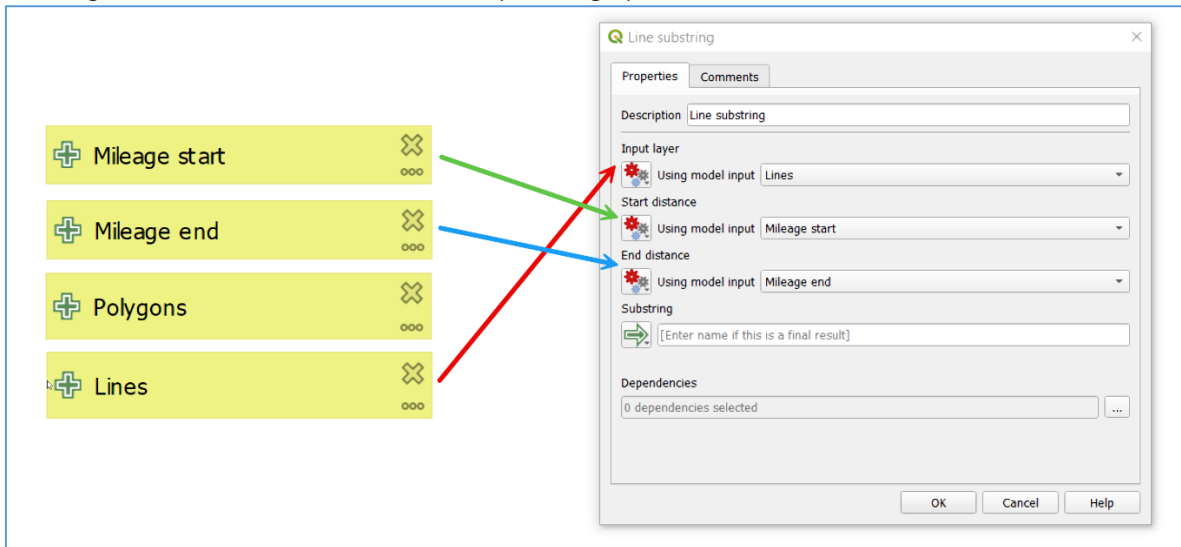 Mileage start
Mileage end
Polygons
Lines
Line substring
Properties Comments
Description Line substring
Input layer
Using model input Lines
Start distance
Using model input Mileage start
End distance
Using model input Mileage end
Substring
[Enter name if this is a final result]
Dependencies
0 dependencies selected ...
OK Cancel Help